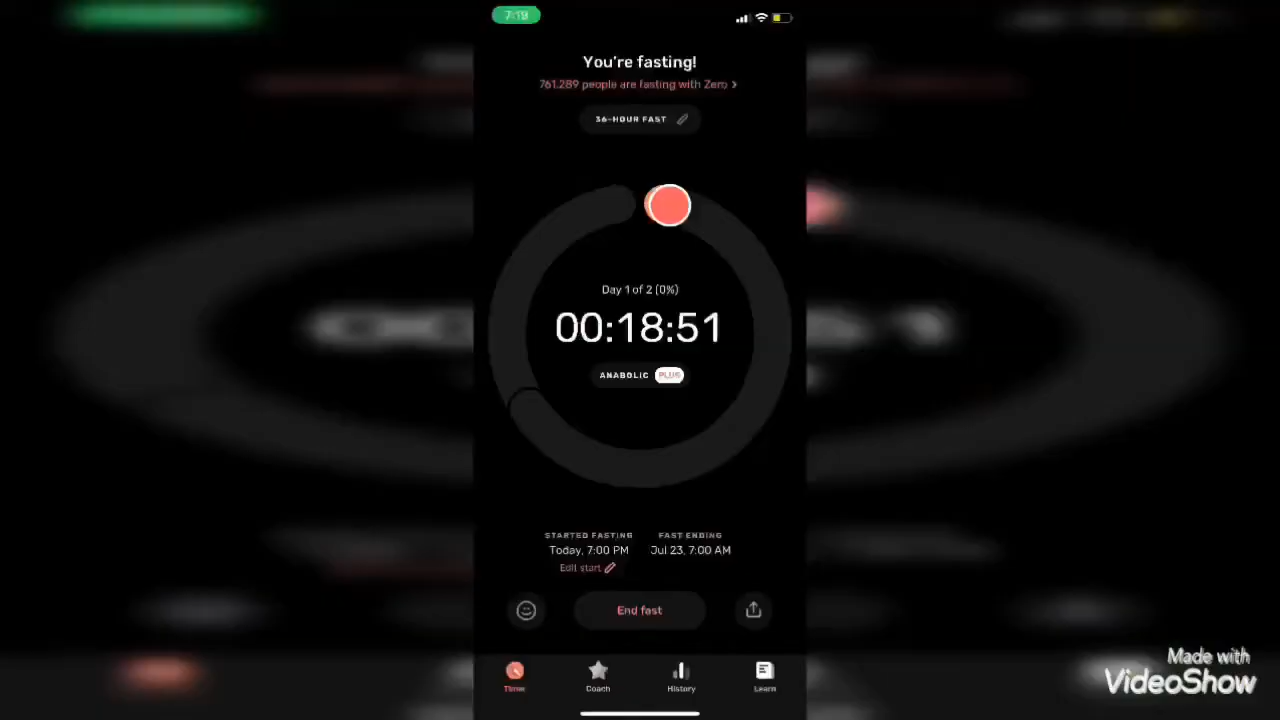 7:19
You're fasting!
761,289 people are fasting with Zero >
36-HOUR FAST
Day 1 of 2 (0%)
00:18:51
ANABOLIC PLUS
STARTED FASTING FAST ENDING
Today, 7:00 PM Jul 23, 7:00 AM
Edit start
End fast
Timer Coach History Learn
Made with
VideoShow